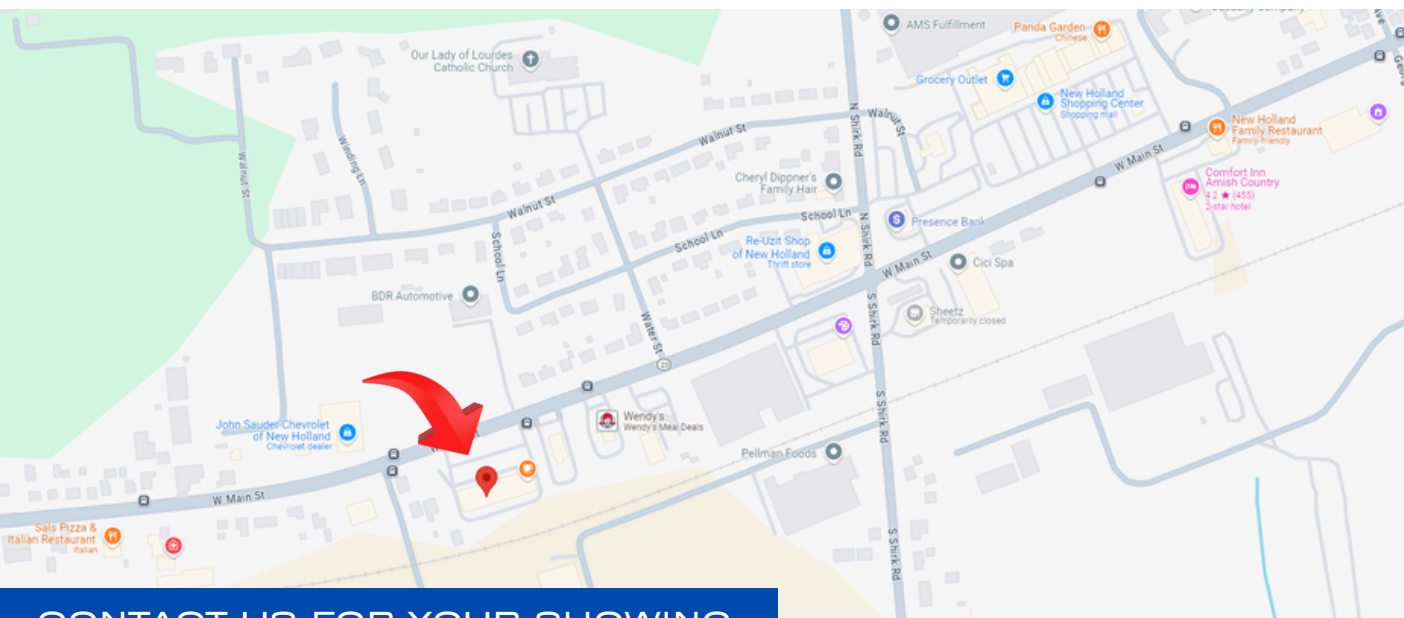 AMS Fulfillment
Panda Garden
Chinese
Our Lady of Lourdes
Catholic Church
Grocery Outlet
New Holland
Shopping Center
Shopping mall
New Holland
Family Restaurant
Family-friendly
N Shirk Rd
Walnut St
Walnut St
W Main St
Winding Ln
Walnut St
Cheryl Dippner's
Family Hair
Comfort Inn
Amish Country
4.2 ★ (455)
2-star hotel
Walnut St
School Ln
Presence Bank
N Shirk Rd
School Ln
School Ln
Re-Uzit Shop
of New Holland
Thrift store
W Main St
Cici Spa
BDR Automotive
S Shirk Rd
Sheetz
Temporarily closed
Water St
23
S Shirk Rd
John Sauder Chevrolet
of New Holland
Chevrolet dealer
Wendy's
Wendy's Meal Deals
Pellman Foods
W Main St
Sals Pizza &
Italian Restaurant
Italian
S Shirk Rd
CONTACT US FOR YOUR SHOWING